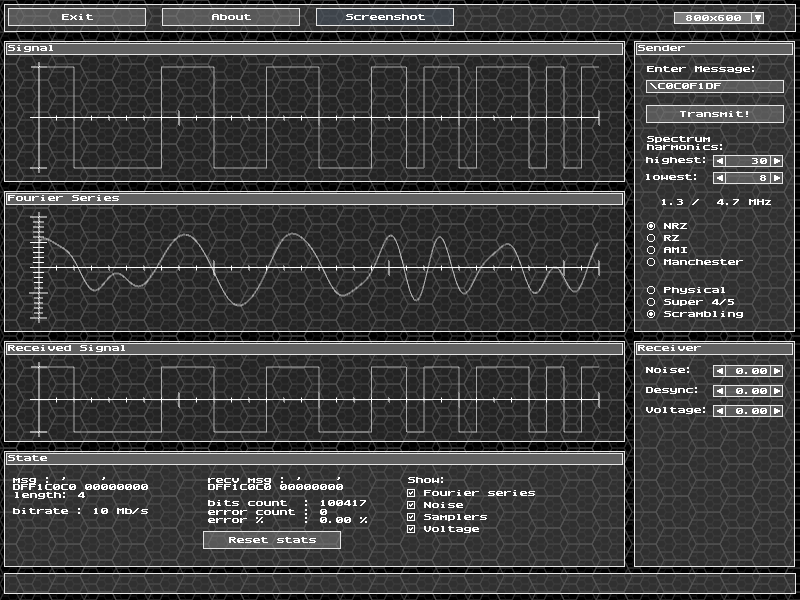 Exit About Screenshot 800x600
Signal
Sender
Enter Message:
\C0C0F1DF
Transmit!
Spectrum
harmonics:
highest: 30
lowest: 8
1.3 / 4.7 MHz
NRZ
RZ
AMI
Manchester
Physical
Super 4/5
Scrambling
Fourier Series
Received Signal
Receiver
Noise: 0.00
Desync: 0.00
Voltage: 0.00
State
msg : ' '
DFF1C0C0 00000000
length: 4
bitrate : 10 Mb/s
recv msg : ' '
DFF1C0C0 00000000
bits count : 100417
error count : 0
error % : 0.00 %
Reset stats
Show:
Fourier series
Noise
Samplers
Voltage